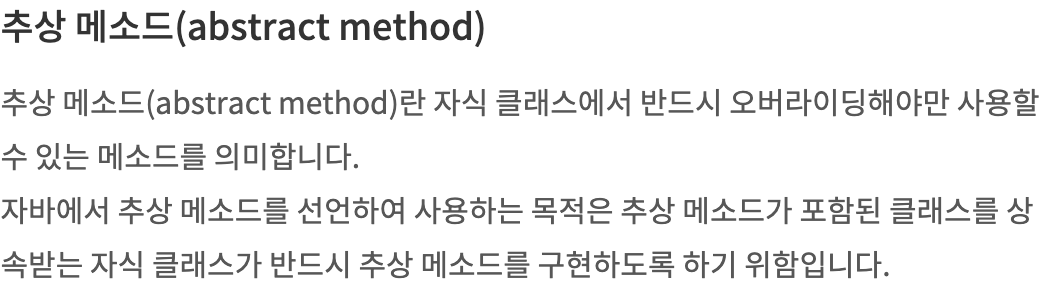 추상 메소드(abstract method)
추상 메소드(abstract method)란 자식 클래스에서 반드시 오버라이딩해야만 사용할
수 있는 메소드를 의미합니다.
자바에서 추상 메소드를 선언하여 사용하는 목적은 추상 메소드가 포함된 클래스를 상
속받는 자식 클래스가 반드시 추상 메소드를 구현하도록 하기 위함입니다.